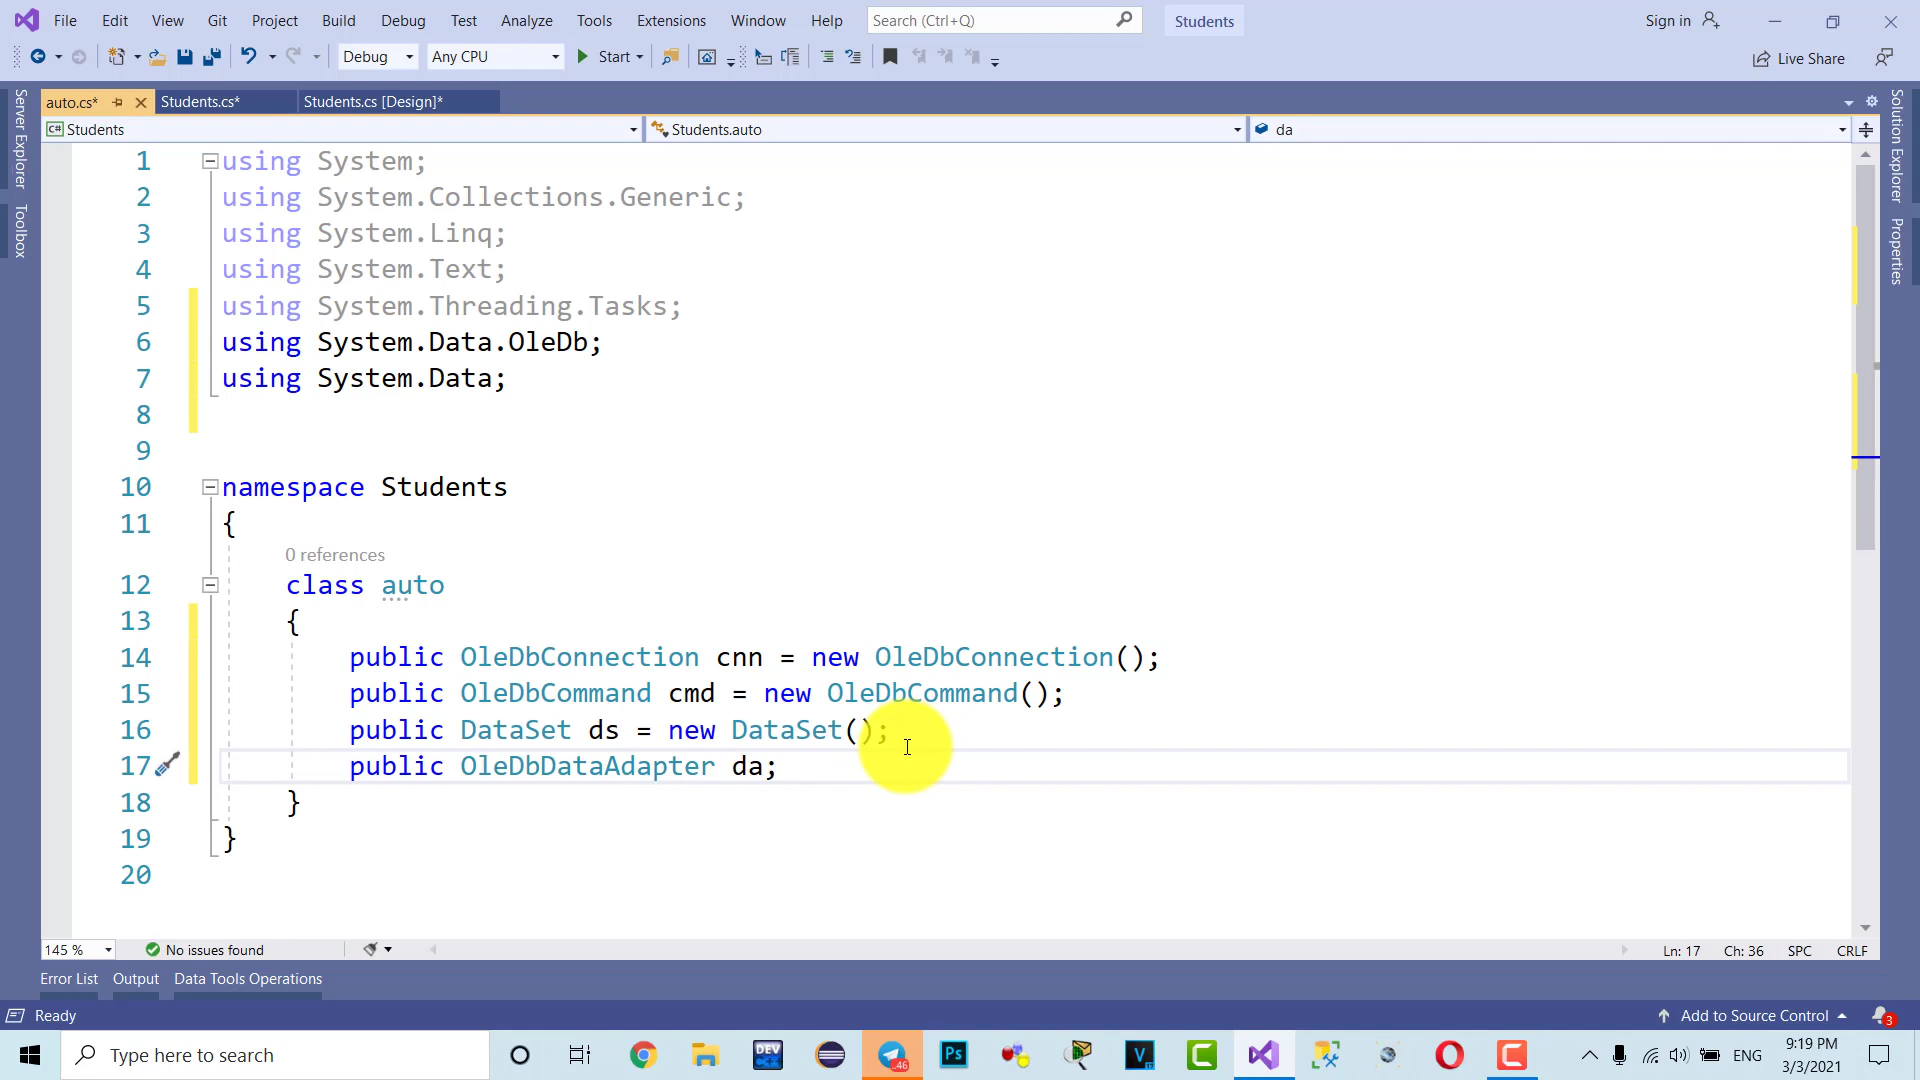 File Edit View Git Project Build Debug Test Analyze Tools Extensions Window Help Search (Ctrl+Q) Students Sign in
Debug Any CPU Start Live Share
auto.cs* Students.cs* Students.cs [Design]*
C# Students Students.auto da
Server Explorer
Toolbox
Solution Explorer
Properties
1 using System;
2 using System.Collections.Generic;
3 using System.Linq;
4 using System.Text;
5 using System.Threading.Tasks;
6 using System.Data.OleDb;
7 using System.Data;
8
9
10 namespace Students
11 {
0 references
12 class auto
13 {
14 public OleDbConnection cnn = new OleDbConnection();
15 public OleDbCommand cmd = new OleDbCommand();
16 public DataSet ds = new DataSet();
17 public OleDbDataAdapter da;
18 }
19 }
20
145 % No issues found Ln: 17 Ch: 36 SPC CRLF
Error List Output Data Tools Operations
Ready Add to Source Control 3
Type here to search DEV 46 Ps V ENG 9:19 PM
3/3/2021